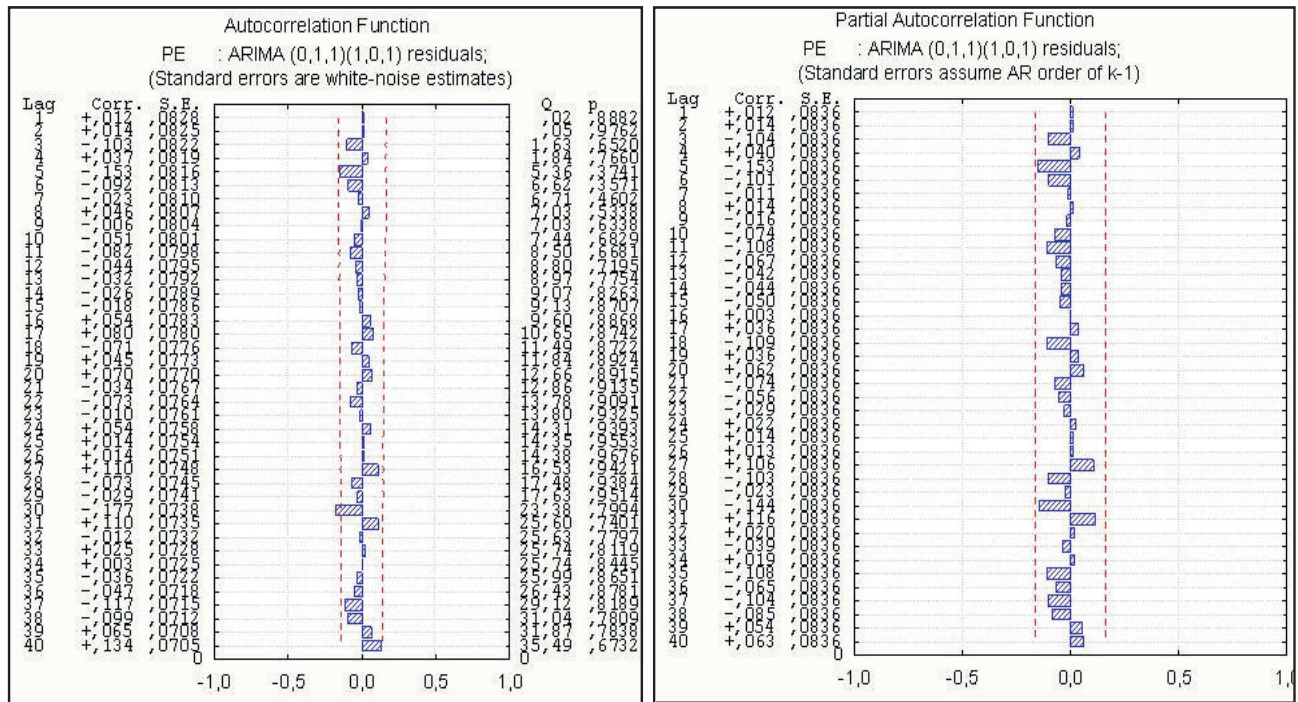 Autocorrelation Function
PE : ARIMA (0,1,1)(1,0,1) residuals;
(Standard errors are white-noise estimates)
Lag Corr. S.E. Q p
1 +,012 ,0828 ,02 ,8882
2 +,014 ,0825 ,05 ,9762
3 -,103 ,0822 1,63 ,6520
4 +,037 ,0819 1,84 ,7660
5 -,153 ,0816 5,36 ,3741
6 -,092 ,0813 6,62 ,3571
7 -,023 ,0810 6,71 ,4602
8 +,046 ,0807 7,03 ,5338
9 -,006 ,0804 7,03 ,6338
10 -,051 ,0801 7,44 ,6829
11 -,082 ,0798 8,50 ,6681
12 -,044 ,0795 8,80 ,7195
13 -,032 ,0792 8,97 ,7754
14 -,026 ,0789 9,07 ,8263
15 -,018 ,0786 9,13 ,8707
16 +,054 ,0783 9,60 ,8868
17 +,080 ,0780 10,65 ,8742
18 -,071 ,0776 11,49 ,8722
19 +,045 ,0773 11,84 ,8924
20 +,070 ,0770 12,66 ,8915
21 -,034 ,0767 12,86 ,9135
22 -,073 ,0764 13,78 ,9091
23 -,010 ,0761 13,80 ,9325
24 +,054 ,0758 14,31 ,9393
25 +,014 ,0754 14,35 ,9553
26 +,014 ,0751 14,38 ,9676
27 +,110 ,0748 16,53 ,9421
28 -,073 ,0745 17,48 ,9384
29 -,029 ,0741 17,63 ,9514
30 -,177 ,0738 23,38 ,7994
31 +,110 ,0735 25,60 ,7401
32 -,012 ,0732 25,63 ,7797
33 +,025 ,0728 25,74 ,8119
34 +,003 ,0725 25,74 ,8445
35 -,036 ,0722 25,99 ,8651
36 -,047 ,0718 26,43 ,8781
37 -,117 ,0715 29,12 ,8189
38 -,099 ,0712 31,04 ,7809
39 +,065 ,0708 31,87 ,7838
40 +,134 ,0705 35,49 ,6732
0 0
-1,0 -0,5 0,0 0,5 1,0
Partial Autocorrelation Function
PE : ARIMA (0,1,1)(1,0,1) residuals;
(Standard errors assume AR order of k-1)
Lag Corr. S.E.
1 +,012 ,0836
2 +,014 ,0836
3 -,104 ,0836
4 +,040 ,0836
5 -,153 ,0836
6 -,101 ,0836
7 -,011 ,0836
8 +,014 ,0836
9 -,016 ,0836
10 -,074 ,0836
11 -,108 ,0836
12 -,067 ,0836
13 -,042 ,0836
14 -,044 ,0836
15 -,050 ,0836
16 +,003 ,0836
17 +,036 ,0836
18 -,109 ,0836
19 +,036 ,0836
20 +,062 ,0836
21 -,074 ,0836
22 -,056 ,0836
23 -,029 ,0836
24 +,022 ,0836
25 +,014 ,0836
26 +,013 ,0836
27 +,106 ,0836
28 -,103 ,0836
29 -,023 ,0836
30 -,144 ,0836
31 +,116 ,0836
32 +,020 ,0836
33 -,039 ,0836
34 +,019 ,0836
35 -,108 ,0836
36 -,065 ,0836
37 -,104 ,0836
38 -,085 ,0836
39 +,054 ,0836
40 +,063 ,0836
0
-1,0 -0,5 0,0 0,5 1,0